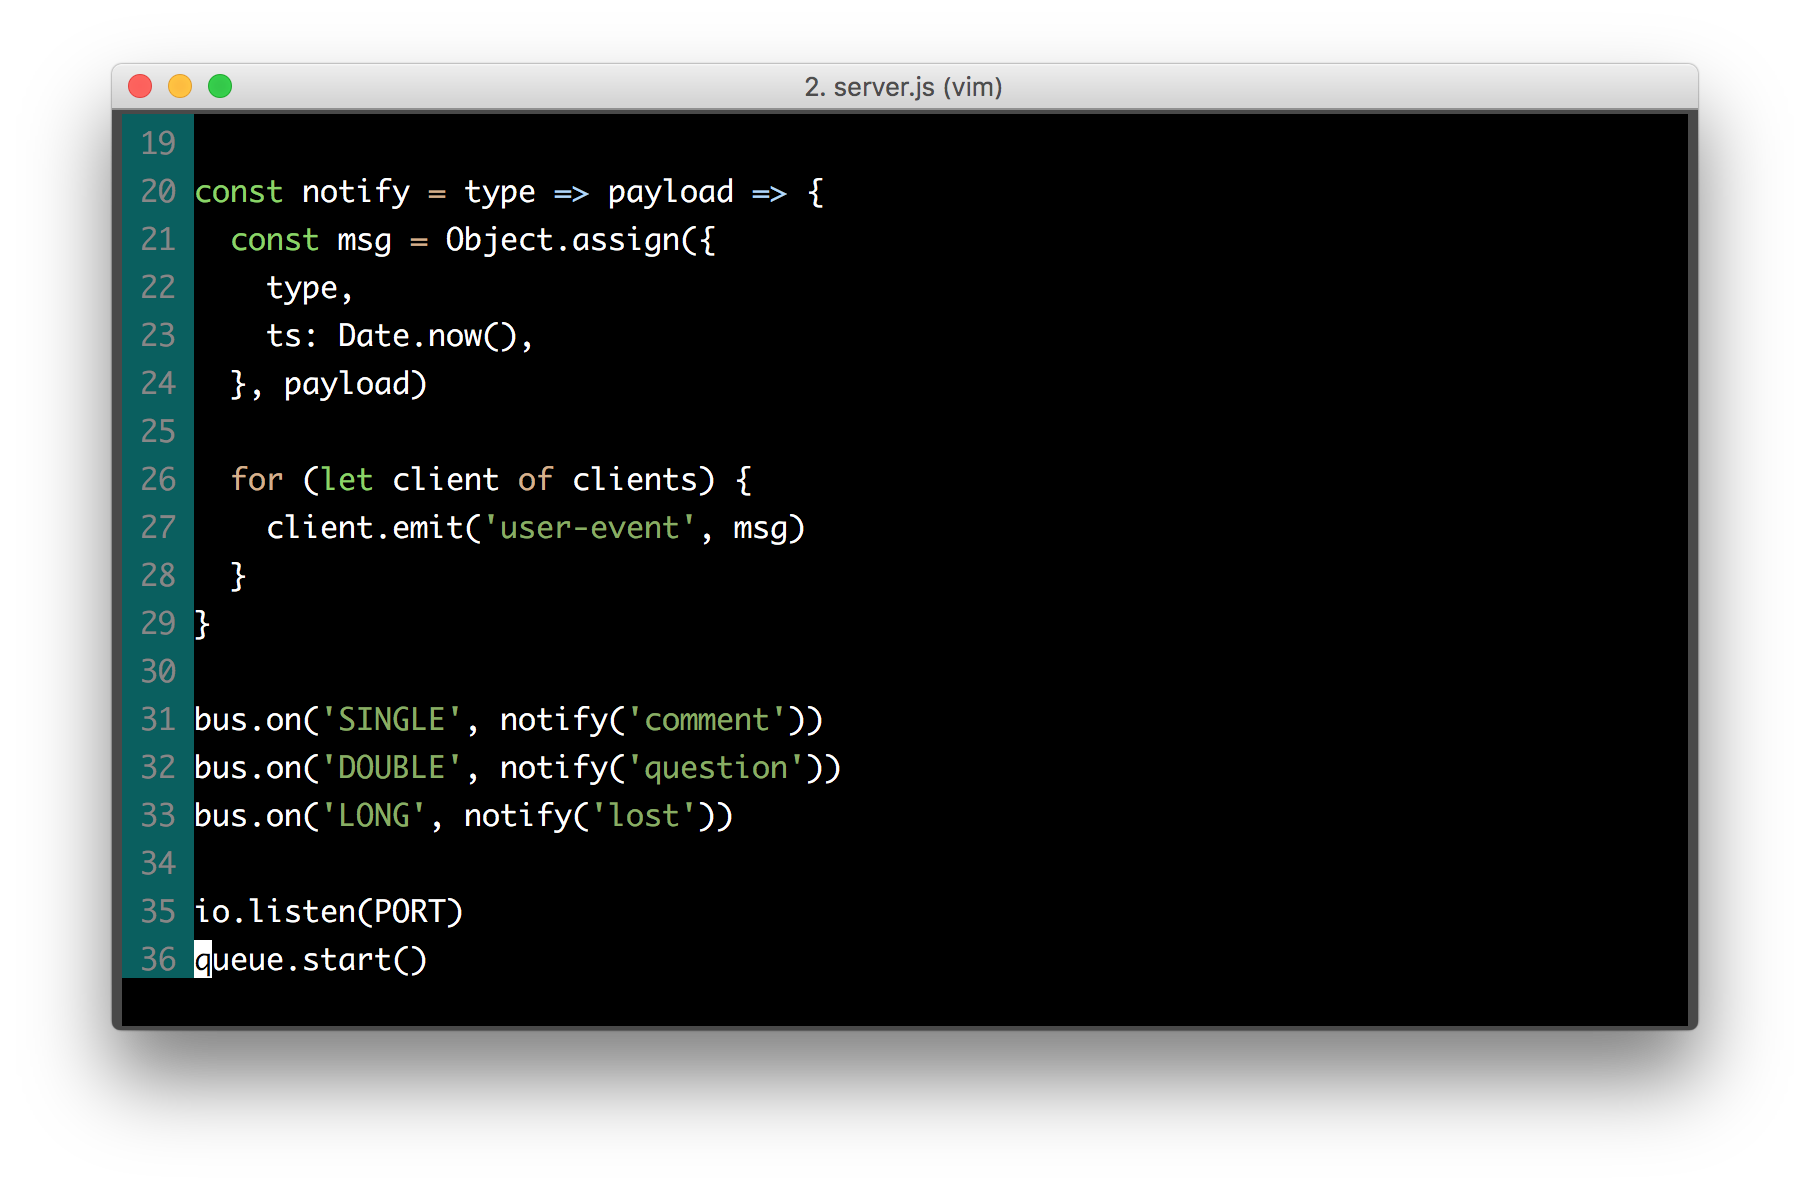 2. server.js (vim)
19
20 const notify = type => payload => {
21   const msg = Object.assign({
22     type,
23     ts: Date.now(),
24   }, payload)
25
26   for (let client of clients) {
27     client.emit('user-event', msg)
28   }
29 }
30
31 bus.on('SINGLE', notify('comment'))
32 bus.on('DOUBLE', notify('question'))
33 bus.on('LONG', notify('lost'))
34
35 io.listen(PORT)
36 queue.start()